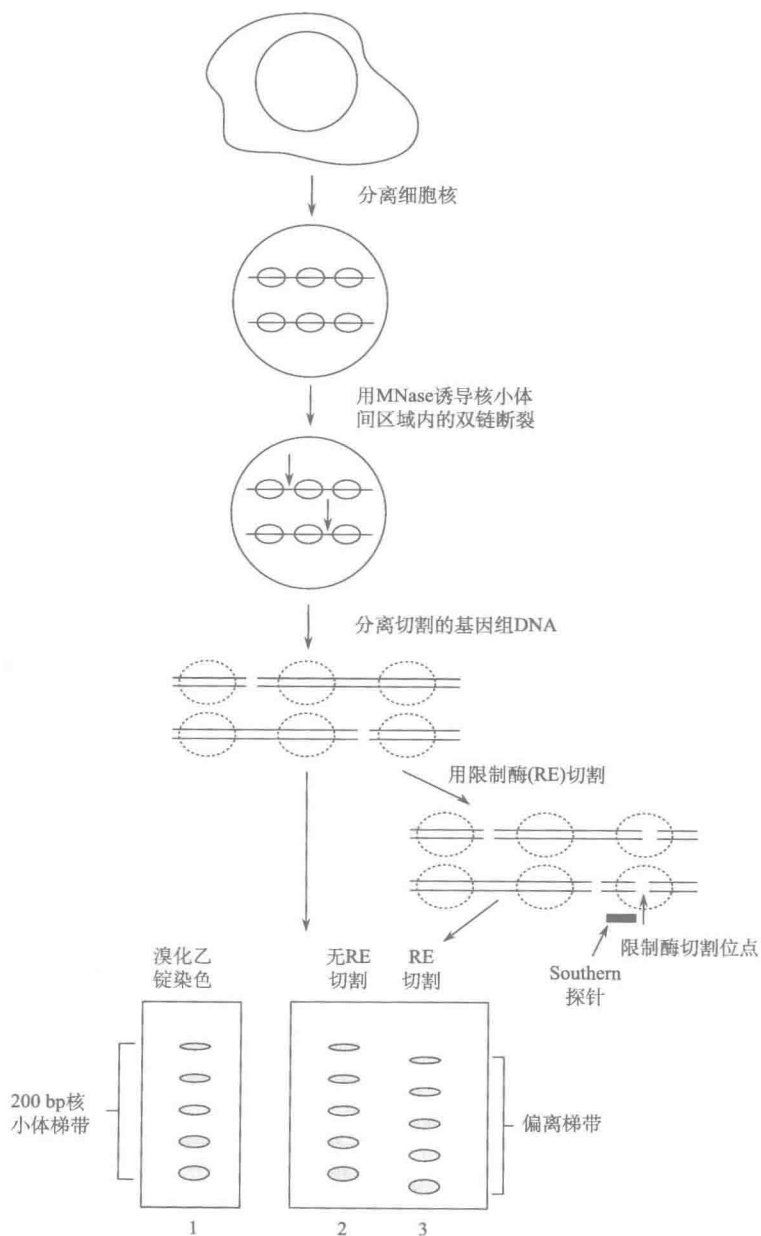 分离细胞核
用MNase诱导核小体
间区域内的双链断裂
分离切割的基因组DNA
用限制酶(RE)切割
限制酶切割位点
Southern
探针
溴化乙
锭染色
无RE
切割
RE
切割
200 bp核
小体梯带
偏离梯带
1
2
3